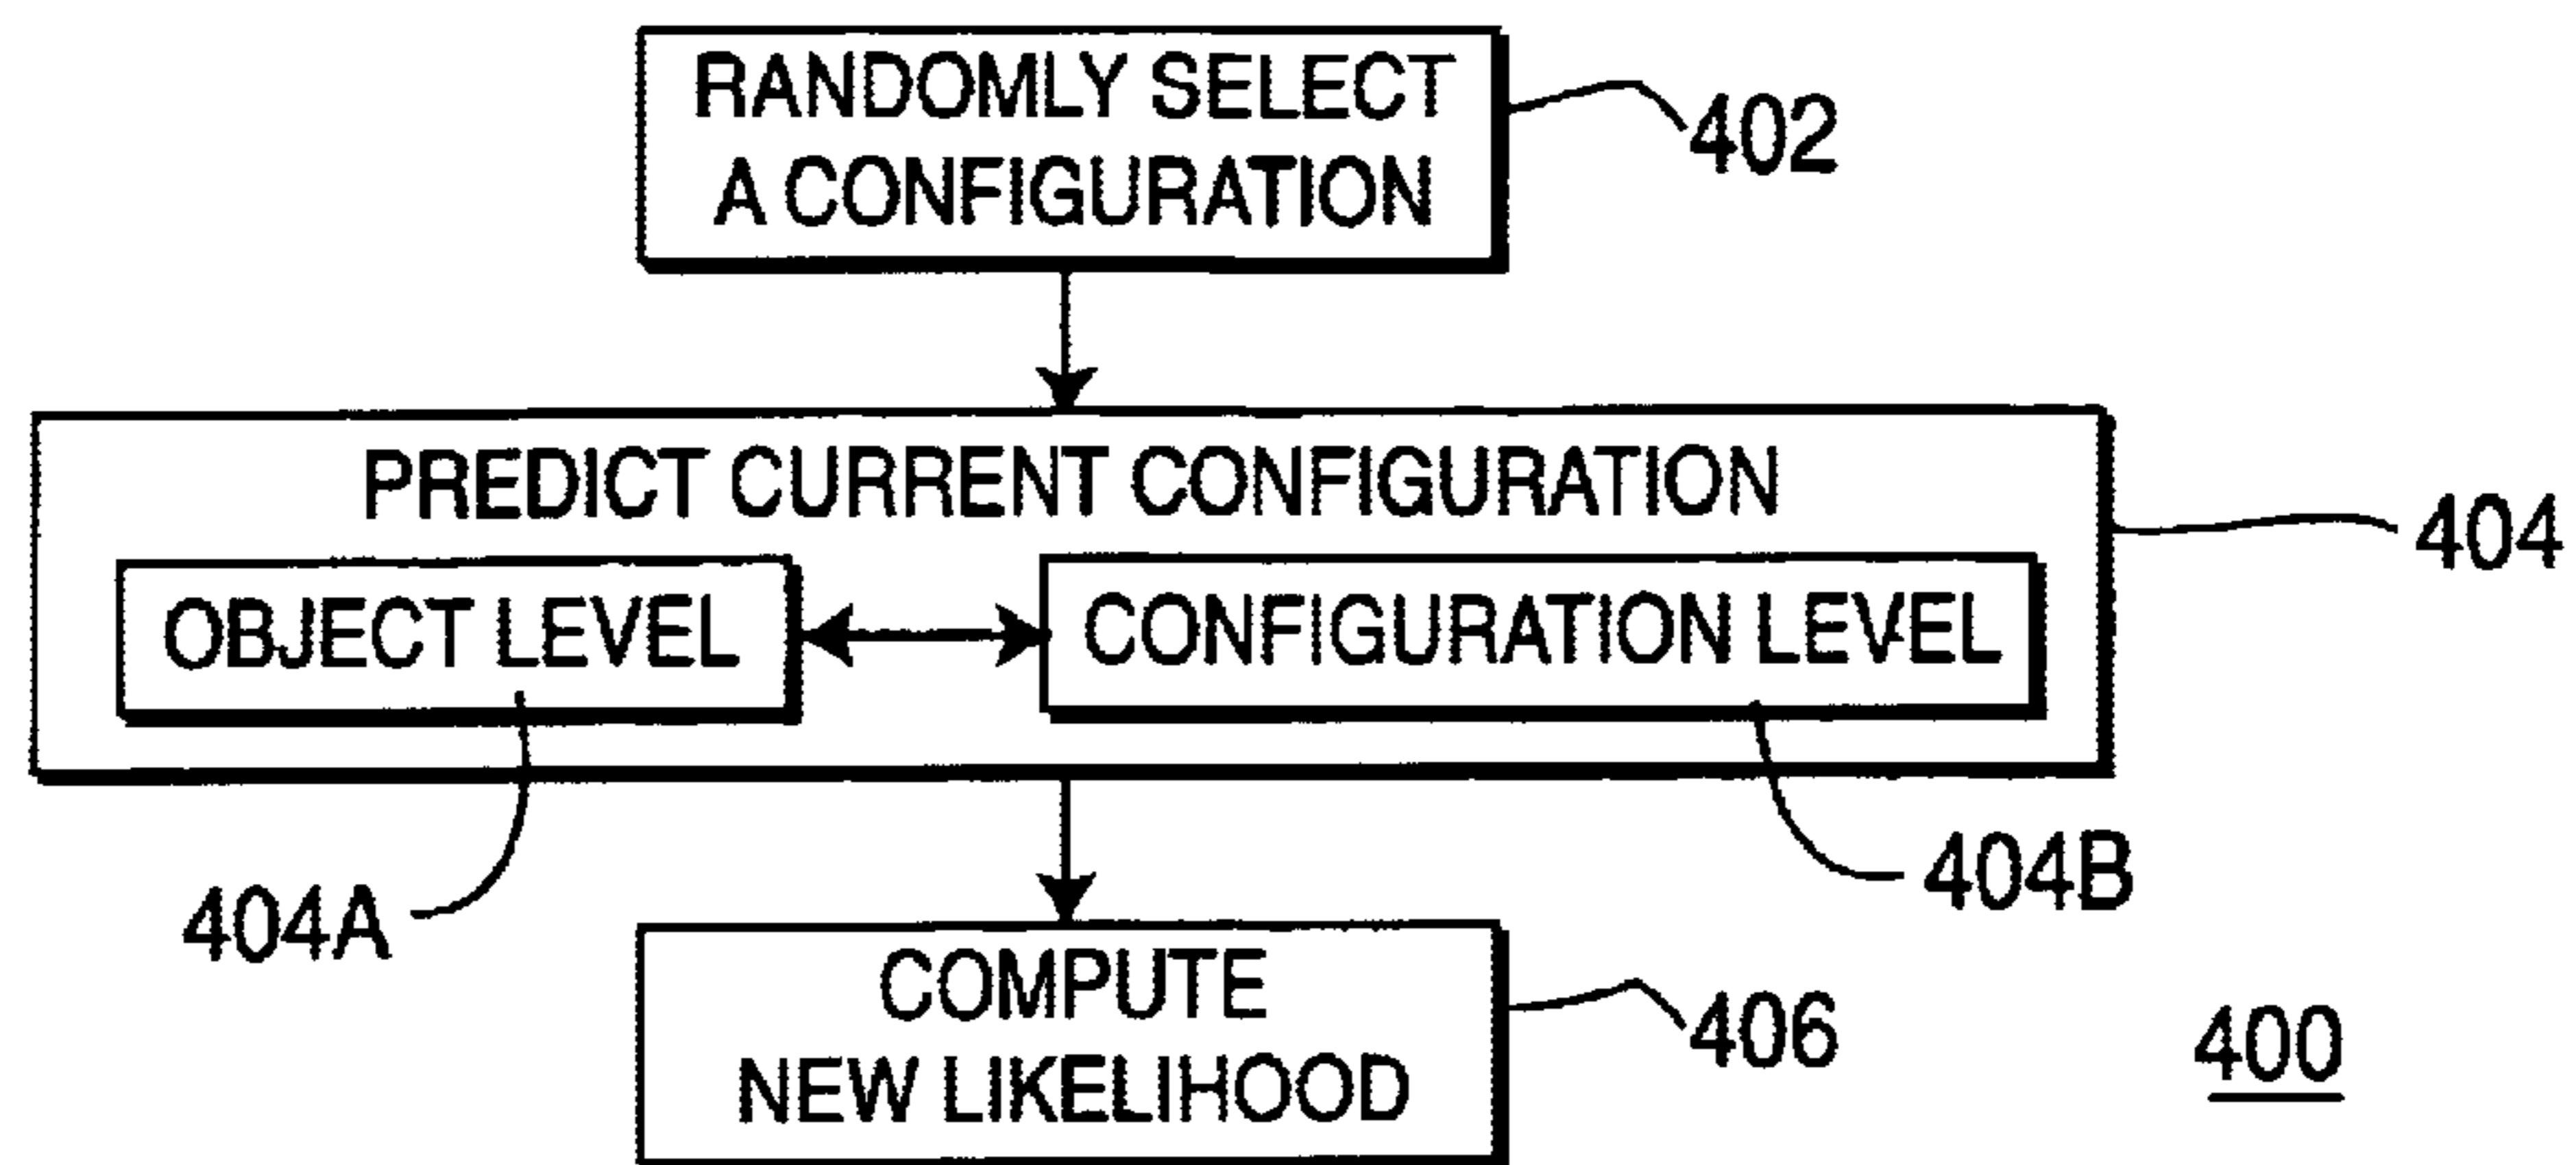 RANDOMLY SELECT
A CONFIGURATION
402
PREDICT CURRENT CONFIGURATION
404
OBJECT LEVEL
CONFIGURATION LEVEL
404A
404B
COMPUTE
NEW LIKELIHOOD
406
400